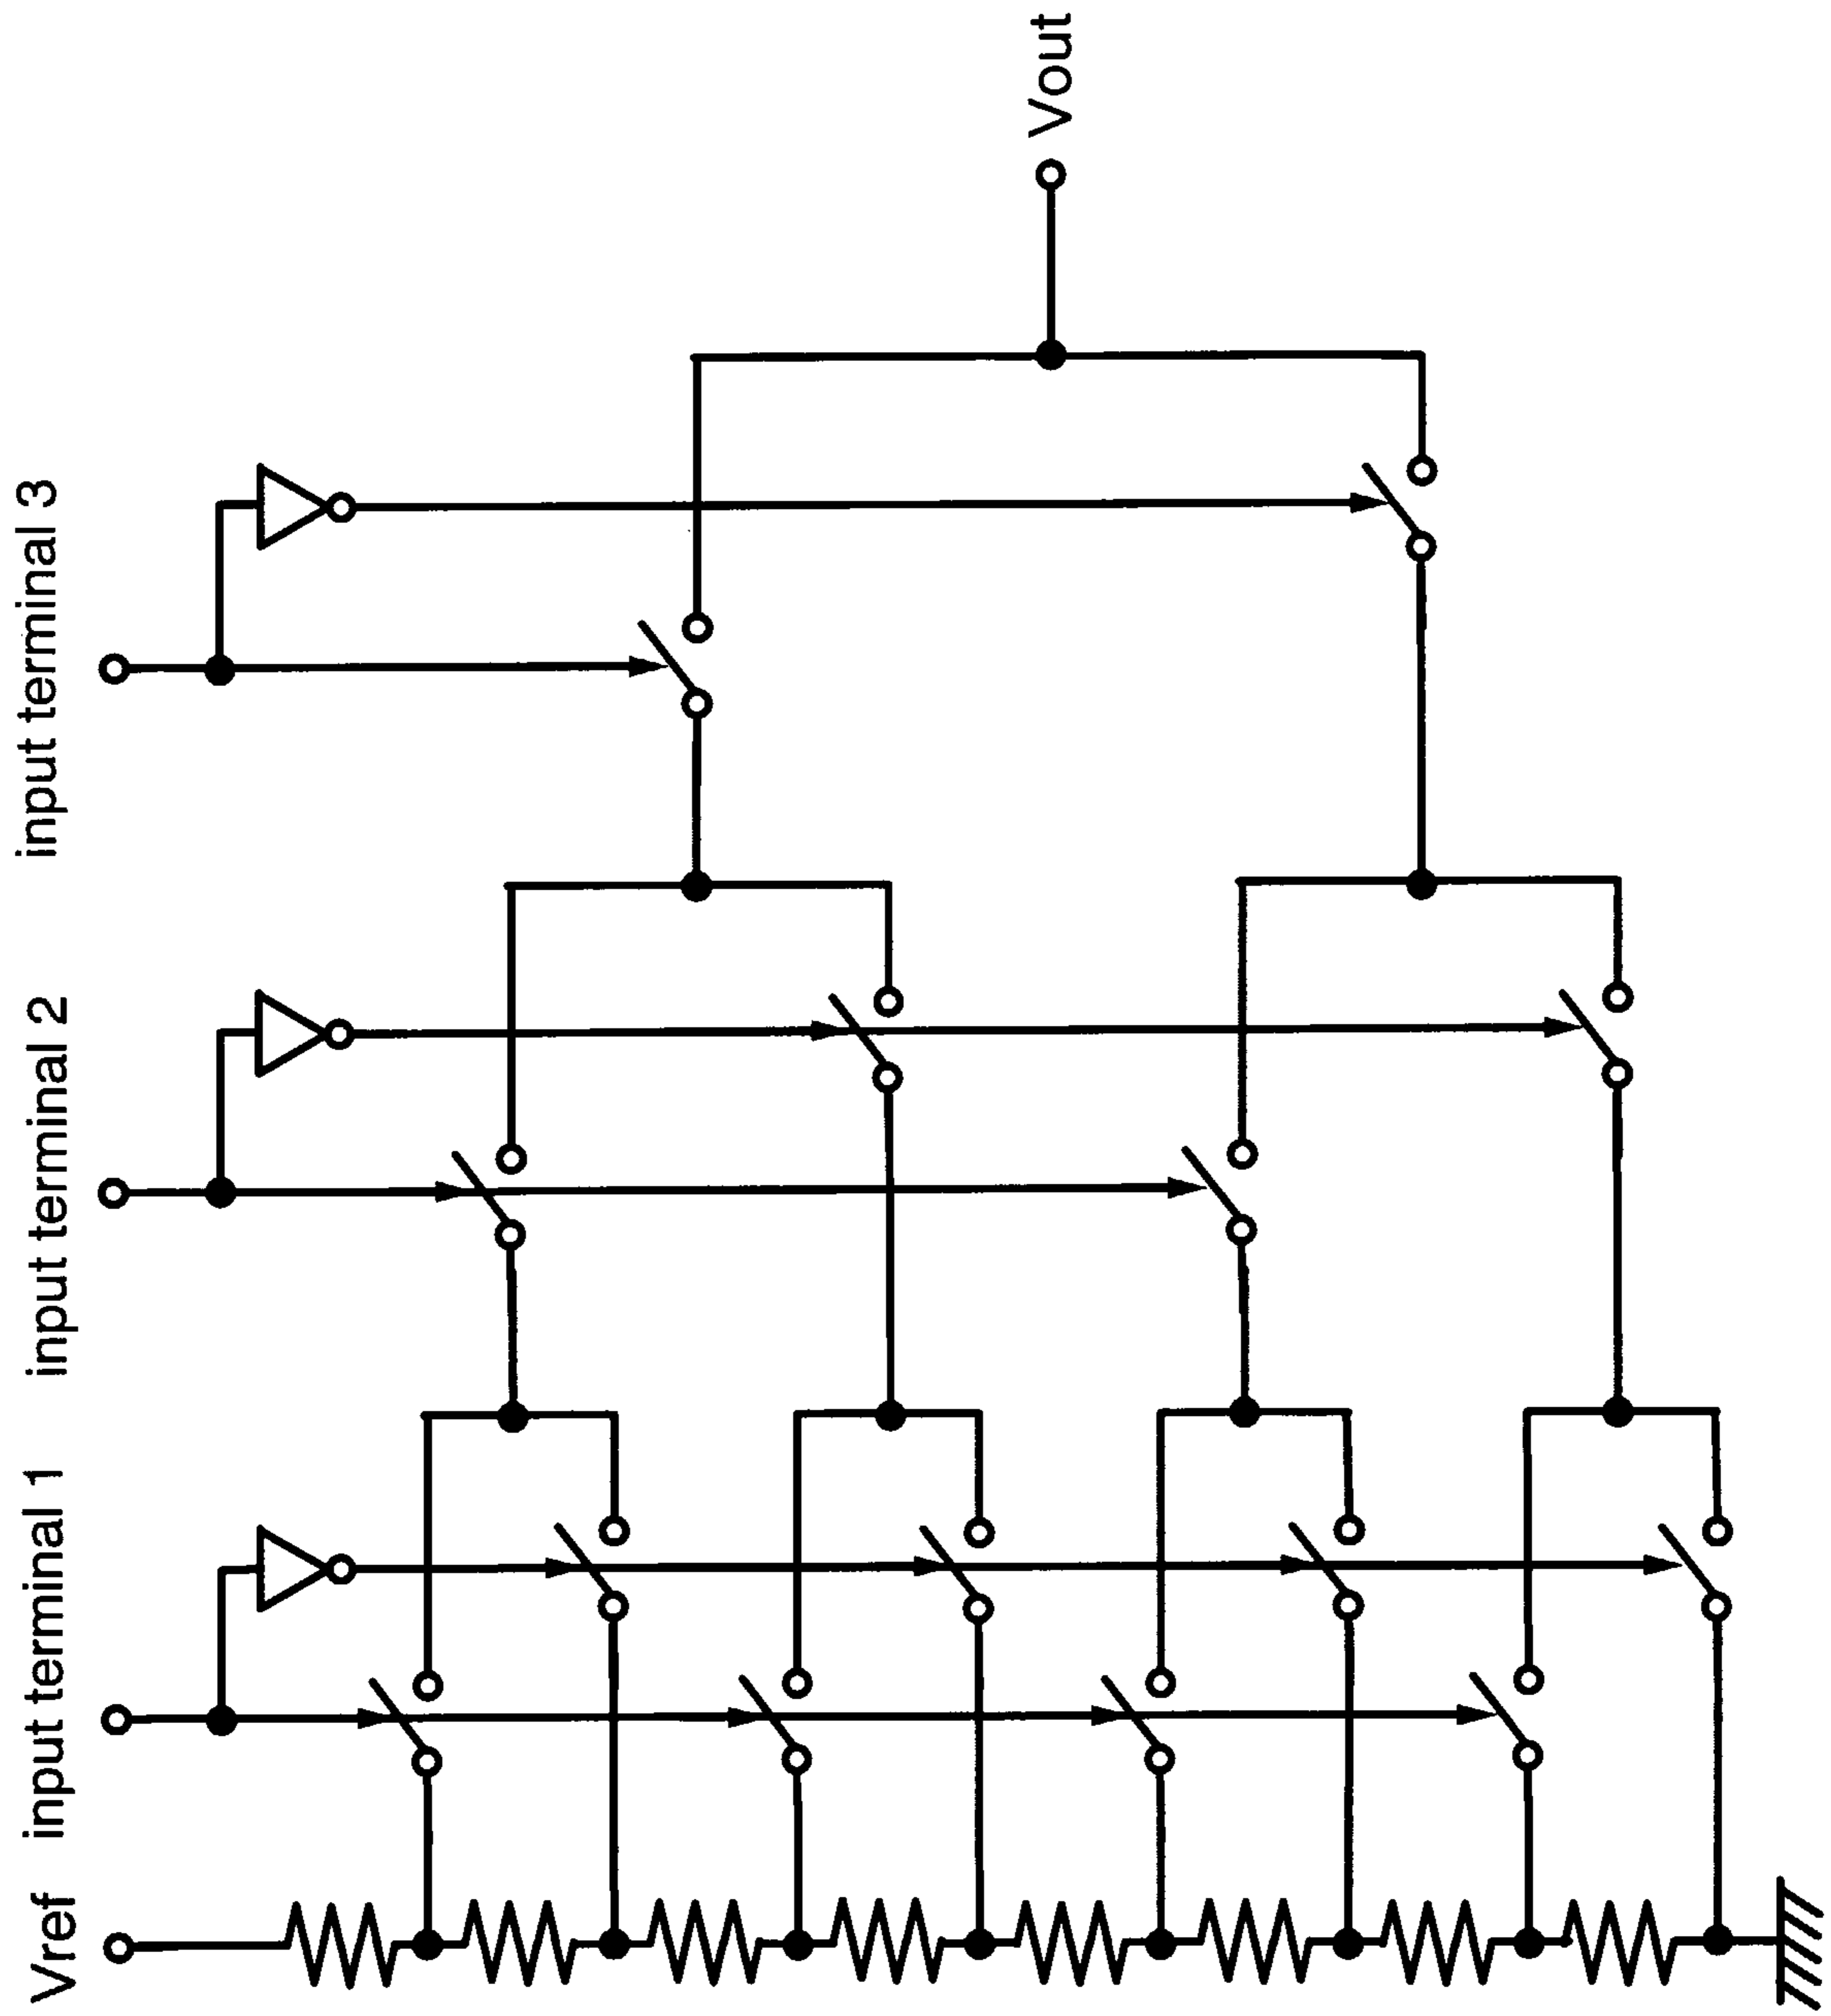 Vref
input terminal 1
input terminal 2
input terminal 3
Vout